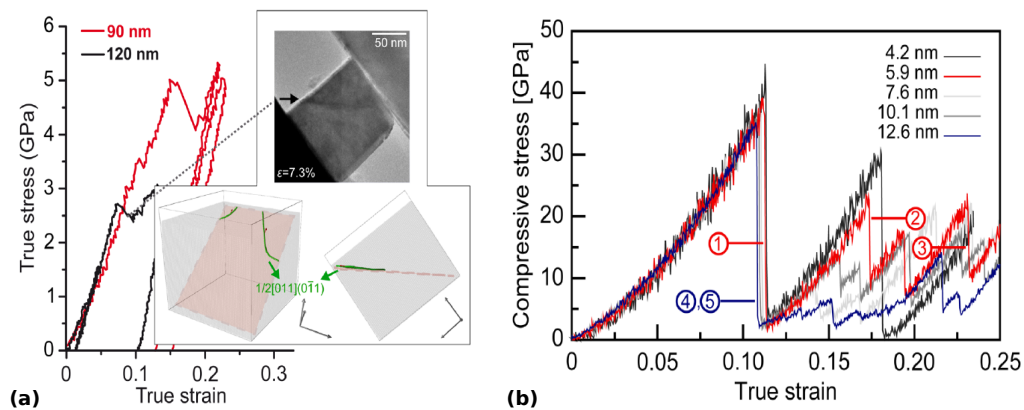 90 nm
120 nm
True stress (GPa)
6
5
4
3
2
1
0
0
0.1
0.2
0.3
True strain
50 nm
ε=7.3%
1/2[011](01̄1)
(a)
Compressive stress [GPa]
50
40
30
20
10
0
0
0.05
0.10
0.15
0.20
0.25
True strain
4.2 nm
5.9 nm
7.6 nm
10.1 nm
12.6 nm
1
2
3
4,5
(b)